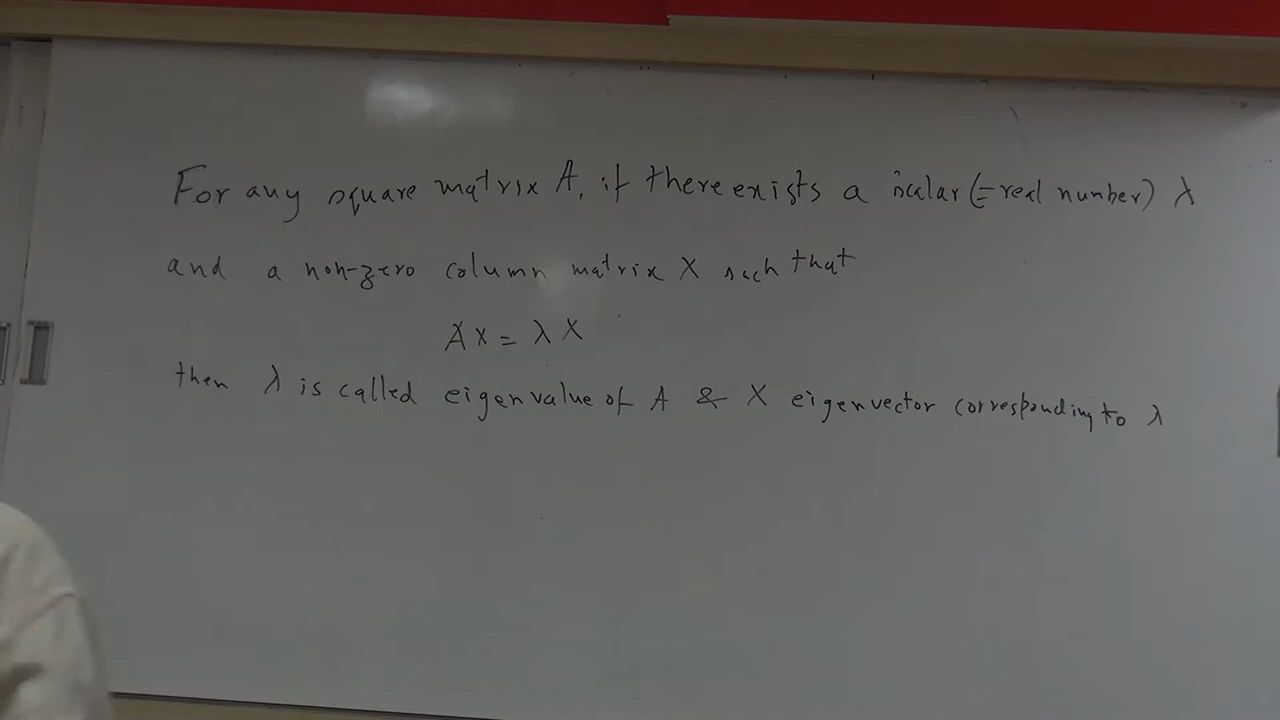 For any square matrix A, if there exists a scalar (= real number) λ
and a non-zero column matrix X such that
AX = λX
then λ is called eigenvalue of A & X eigenvector corresponding to λ